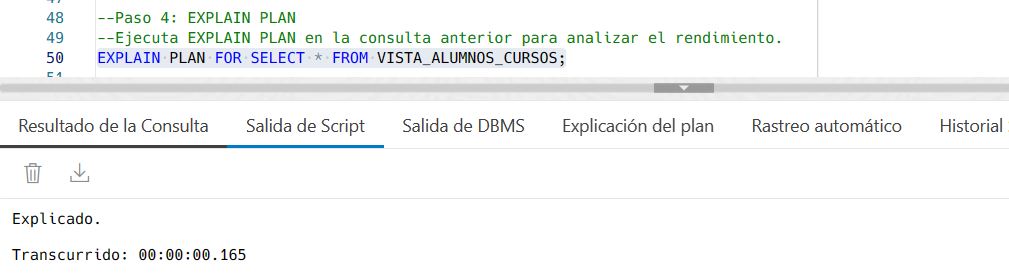 48 --Paso 4: EXPLAIN PLAN
49 --Ejecuta EXPLAIN PLAN en la consulta anterior para analizar el rendimiento.
50 EXPLAIN PLAN FOR SELECT * FROM VISTA_ALUMNOS_CURSOS;
Resultado de la Consulta Salida de Script Salida de DBMS Explicación del plan Rastreo automático Historial
Explicado.
Transcurrido: 00:00:00.165